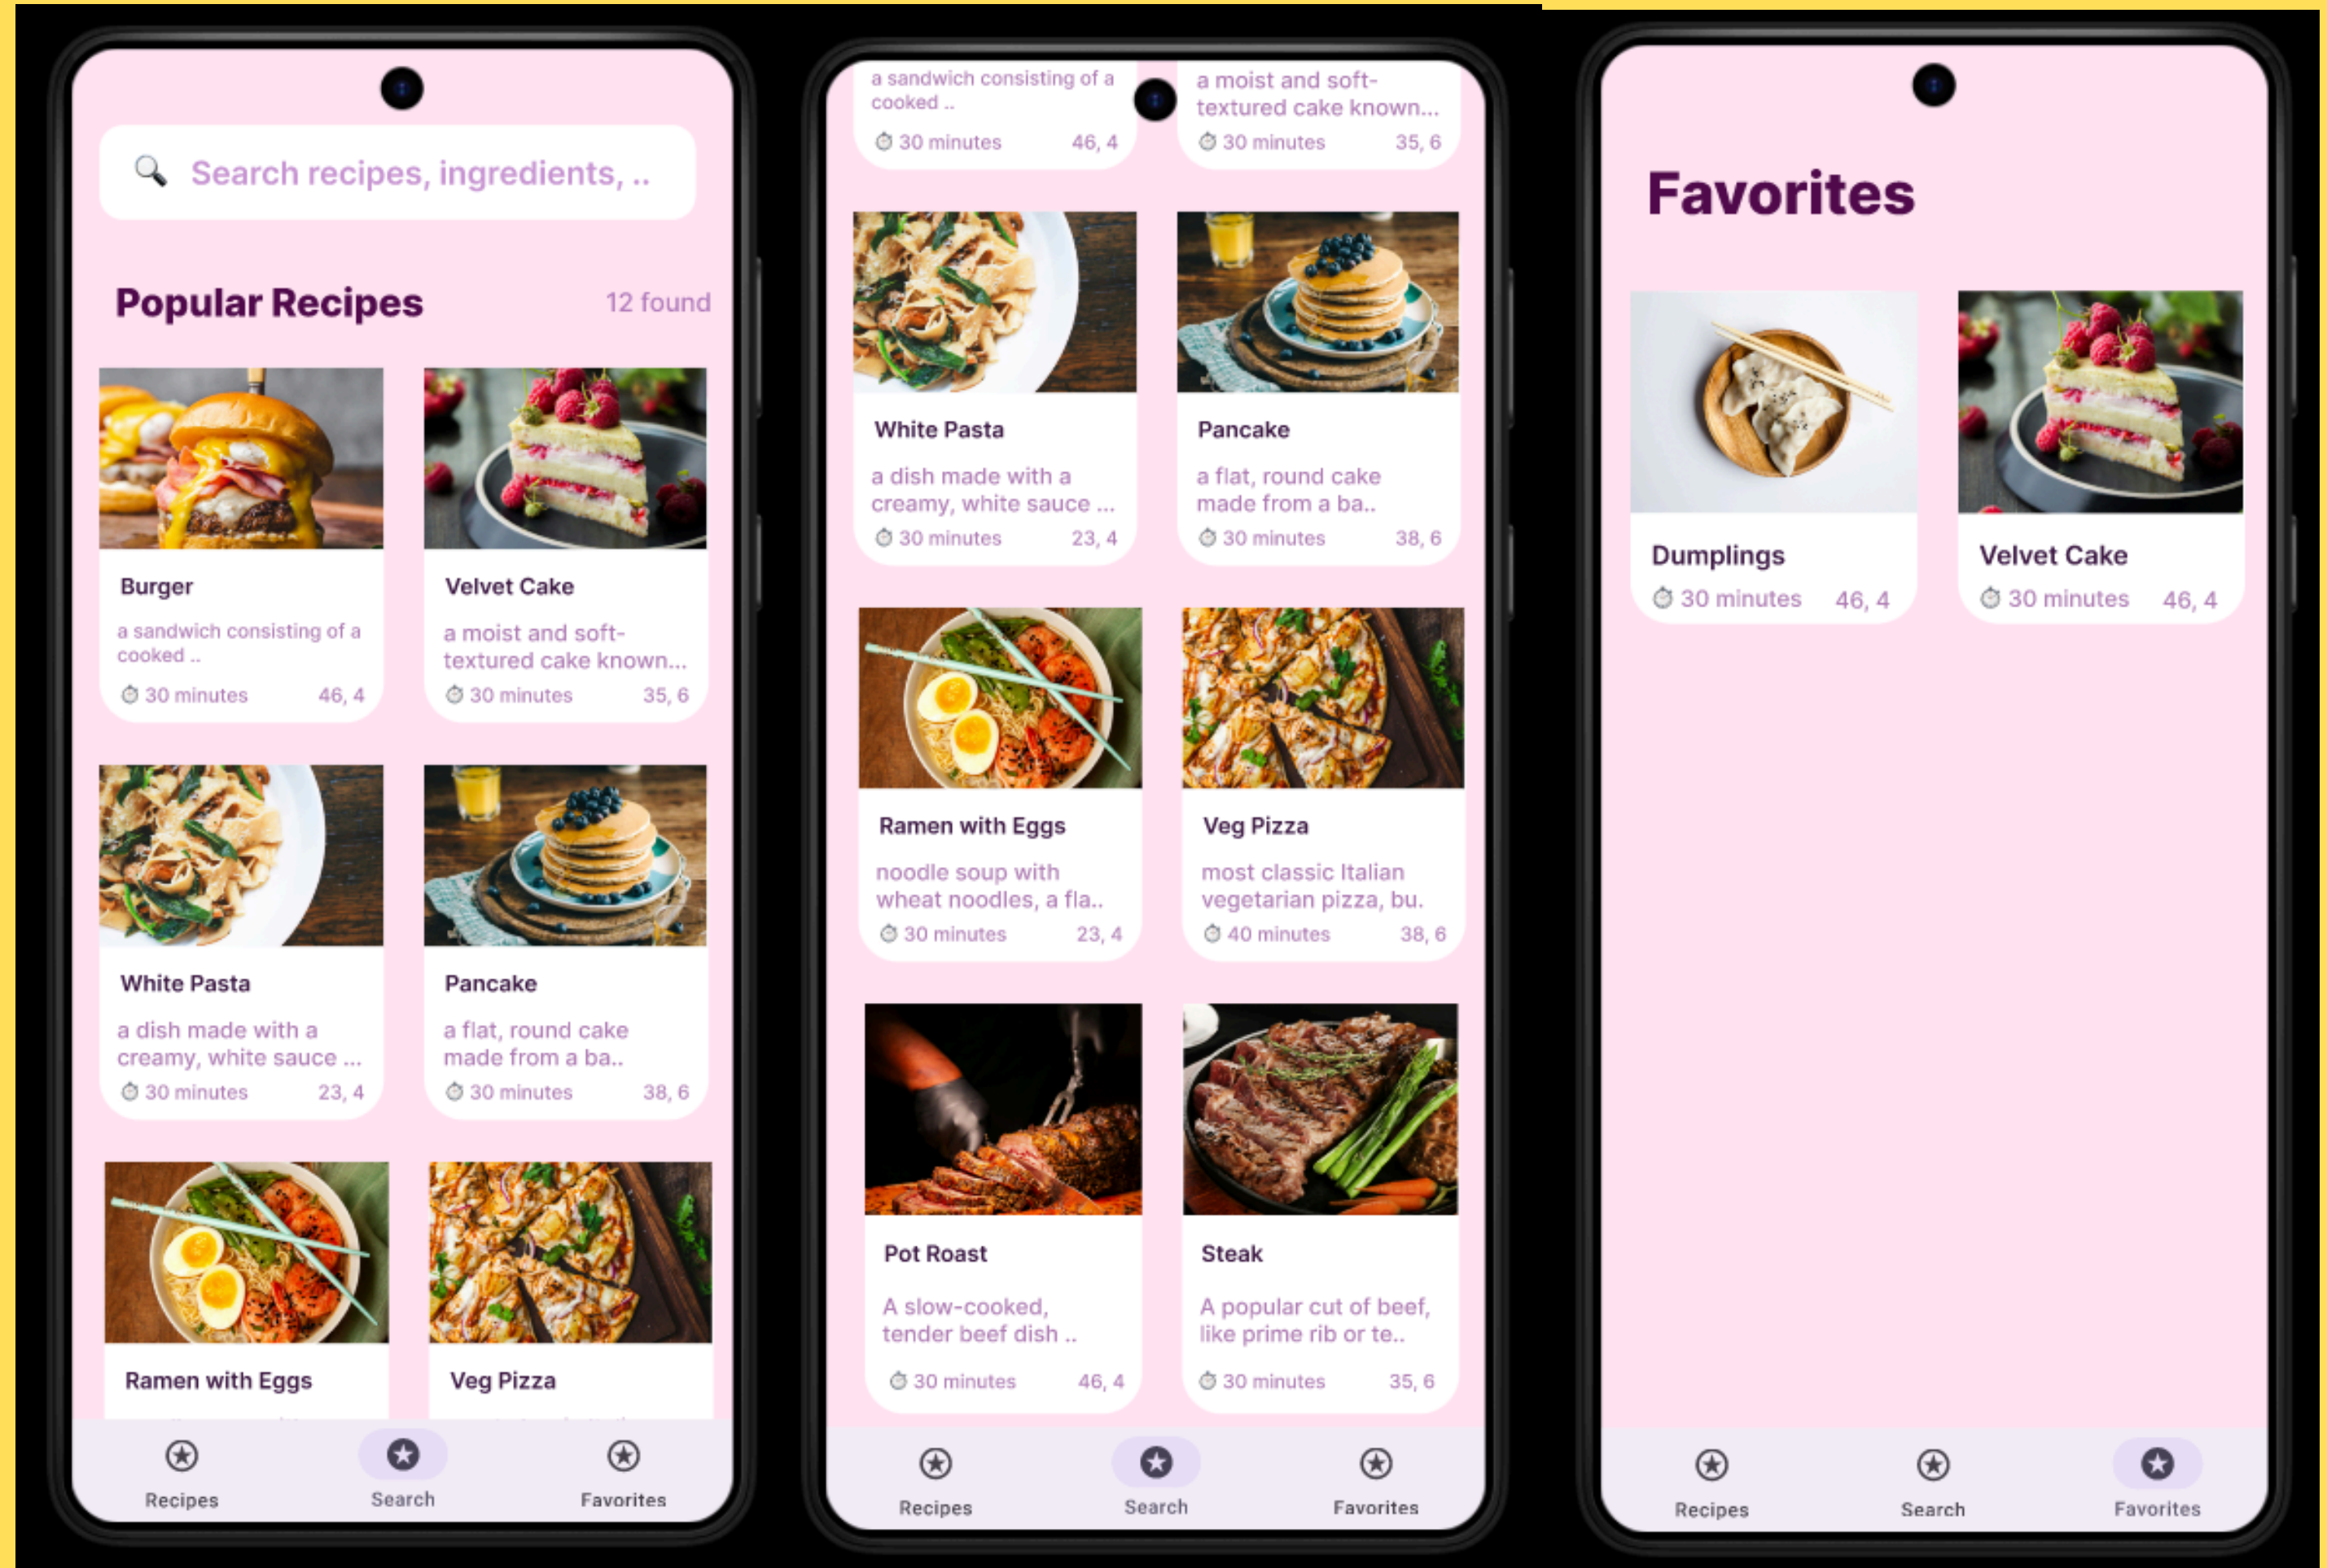 Search recipes, ingredients, ..
Popular Recipes
12 found
Burger
a sandwich consisting of a
cooked ..
30 minutes
46, 4
Velvet Cake
a moist and soft-
textured cake known...
30 minutes
35, 6
White Pasta
a dish made with a
creamy, white sauce ...
30 minutes
23, 4
Pancake
a flat, round cake
made from a ba..
30 minutes
38, 6
Ramen with Eggs
Veg Pizza
Recipes
Search
Favorites
a sandwich consisting of a
cooked ..
30 minutes
46, 4
a moist and soft-
textured cake known...
30 minutes
35, 6
White Pasta
a dish made with a
creamy, white sauce ...
30 minutes
23, 4
Pancake
a flat, round cake
made from a ba..
30 minutes
38, 6
Ramen with Eggs
noodle soup with
wheat noodles, a fla..
30 minutes
23, 4
Veg Pizza
most classic Italian
vegetarian pizza, bu.
40 minutes
38, 6
Pot Roast
A slow-cooked,
tender beef dish ..
30 minutes
46, 4
Steak
A popular cut of beef,
like prime rib or te..
30 minutes
35, 6
Recipes
Search
Favorites
Favorites
Dumplings
30 minutes
46, 4
Velvet Cake
30 minutes
46, 4
Recipes
Search
Favorites